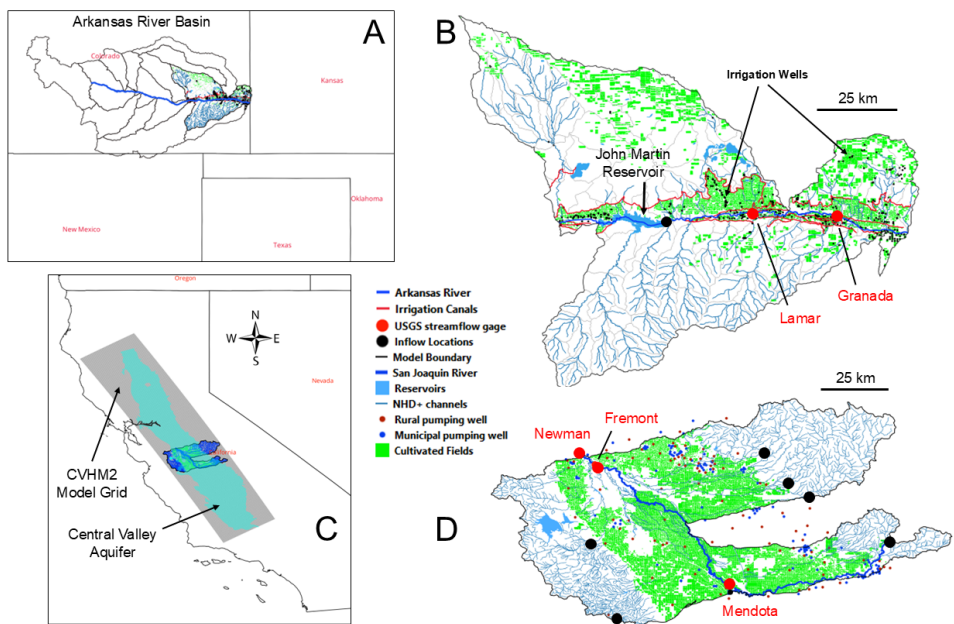 Arkansas River Basin
A
Colorado
Kansas
Oklahoma
New Mexico
Texas
B
Irrigation Wells
25 km
John Martin
Reservoir
Granada
Lamar
Oregon
N
W
E
S
Nevada
California
CVHM2
Model Grid
Central Valley
Aquifer
C
Arkansas River
Irrigation Canals
USGS streamflow gage
Inflow Locations
Model Boundary
San Joaquin River
Reservoirs
NHD+ channels
Rural pumping well
Municipal pumping well
Cultivated Fields
25 km
Fremont
Newman
D
Mendota